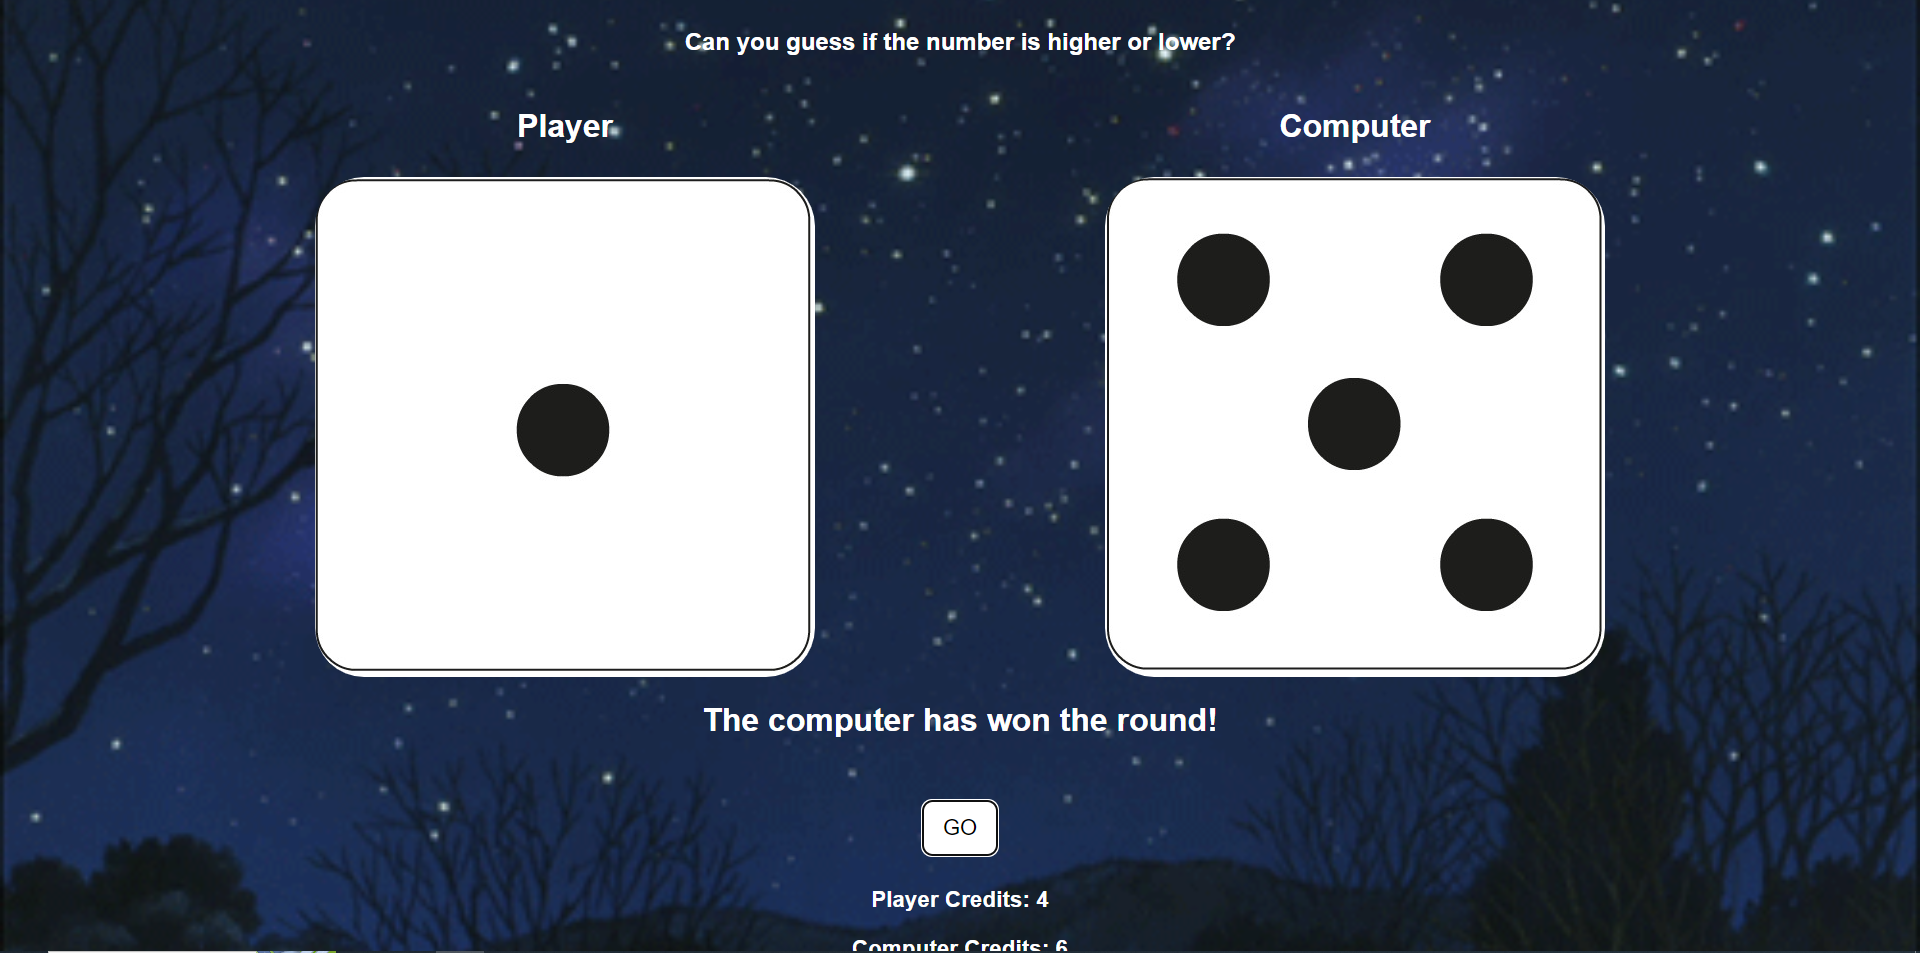 Can you guess if the number is higher or lower?
Player
Computer
The computer has won the round!
GO
Player Credits: 4
Computer Credits: 6